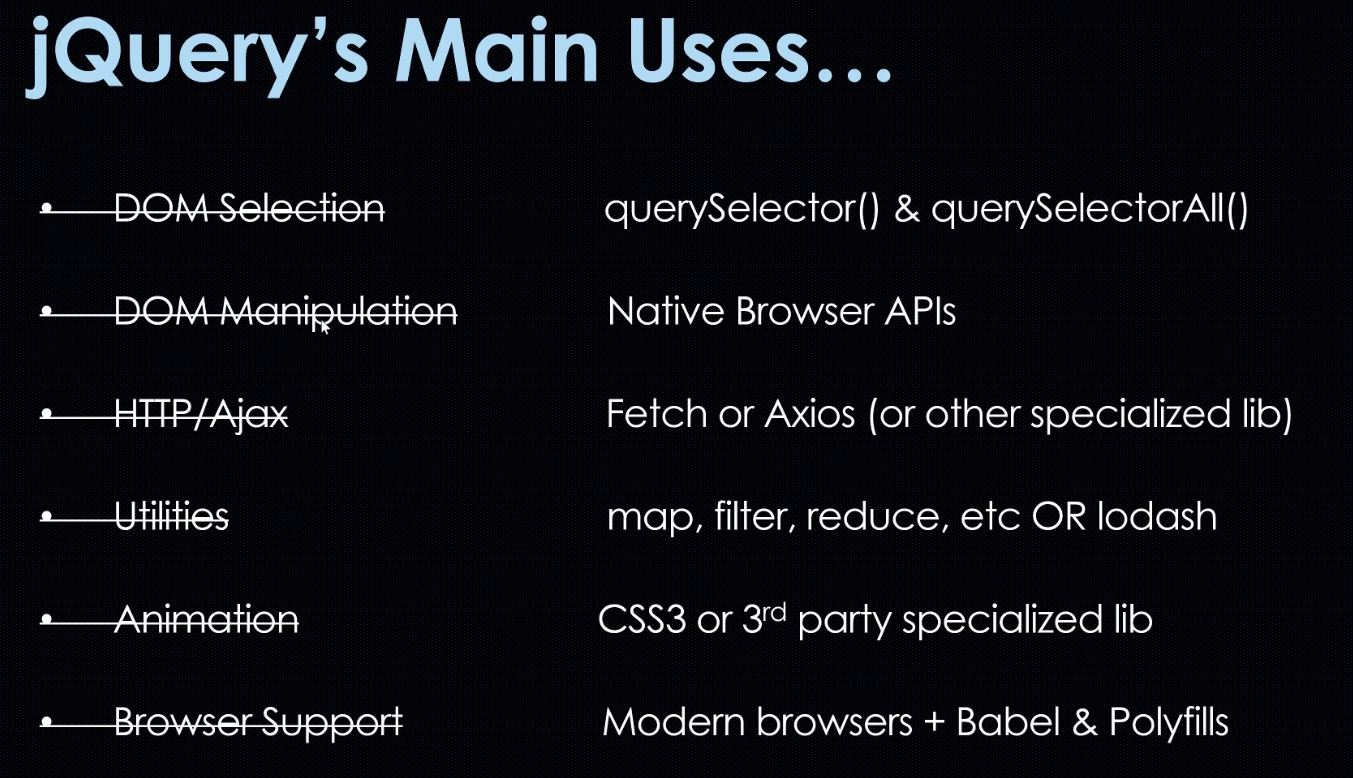 jQuery’s Main Uses…
• DOM Selection querySelector() & querySelectorAll()
• DOM Manipulation Native Browser APIs
• HTTP/Ajax Fetch or Axios (or other specialized lib)
• Utilities map, filter, reduce, etc OR lodash
• Animation CSS3 or 3rd party specialized lib
• Browser Support Modern browsers + Babel & Polyfills